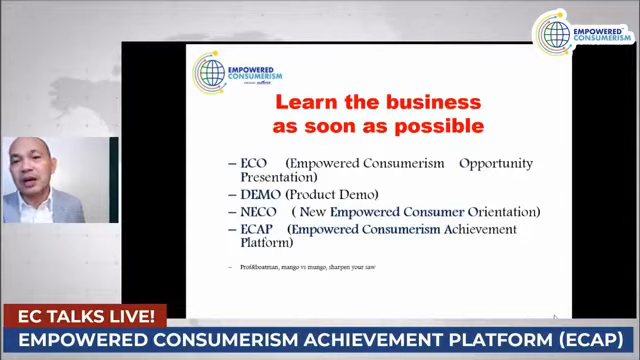 EMPOWERED
CONSUMERISM
EMPOWERED
CONSUMERISM
Learn the business
as soon as possible
– ECO (Empowered Consumerism Opportunity
Presentation)
– DEMO (Product Demo)
– NECO ( New Empowered Consumer Orientation)
– ECAP (Empowered Consumerism Achievement
Platform)
– Prof&boatman, mango vs mungo, sharpen your saw
EC TALKS LIVE!
EMPOWERED CONSUMERISM ACHIEVEMENT PLATFORM (ECAP)